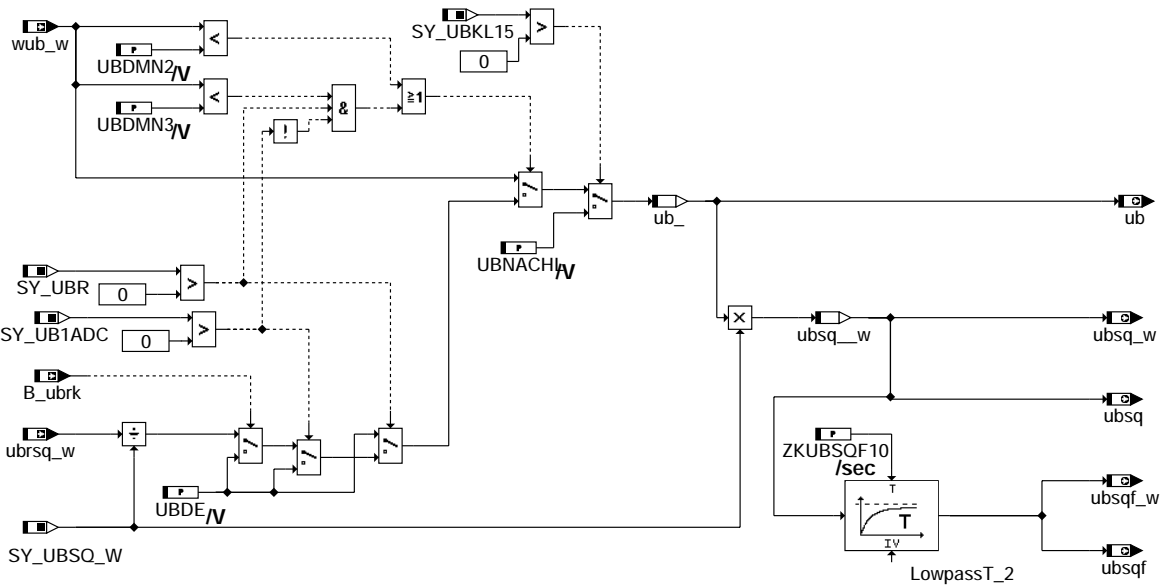 wub_w
UBDMN2/V
<
UBDMN3/V
<
!
&
≧1
SY_UBKL15
0
>
UBNACHL/V
ub_
ub
SY_UBR
0
>
SY_UB1ADC
0
>
B_ubrk
ubrsq_w
÷
UBDE/V
SY_UBSQ_W
×
ubsq__w
ubsq_w
ubsq
ZKUBSQF10
/sec
T
T
IV
LowpassT_2
ubsqf_w
ubsqf